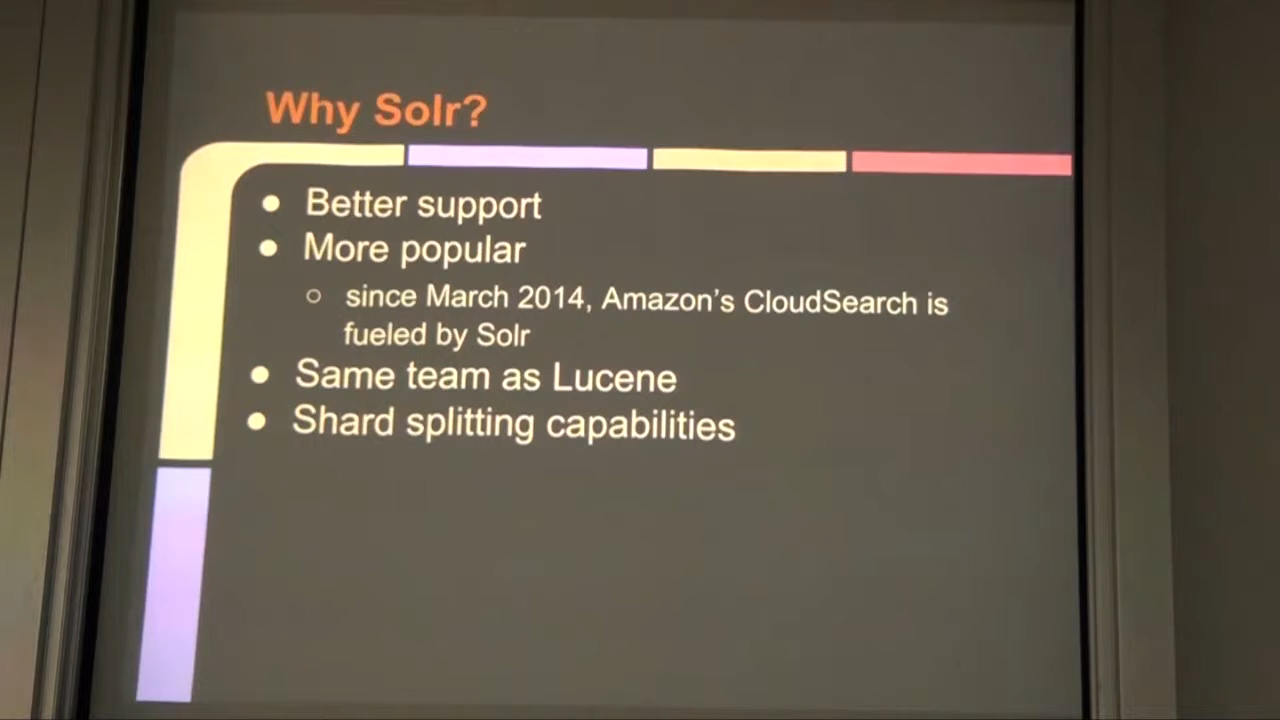 Why Solr?
● Better support
● More popular
○ since March 2014, Amazon's CloudSearch is
fueled by Solr
● Same team as Lucene
● Shard splitting capabilities